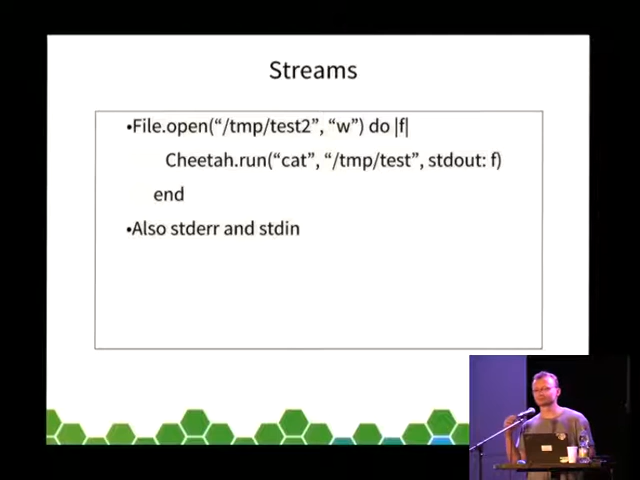 Streams
•File.open(“/tmp/test2”, “w”) do |f|
Cheetah.run(“cat”, “/tmp/test”, stdout: f)
end
•Also stderr and stdin